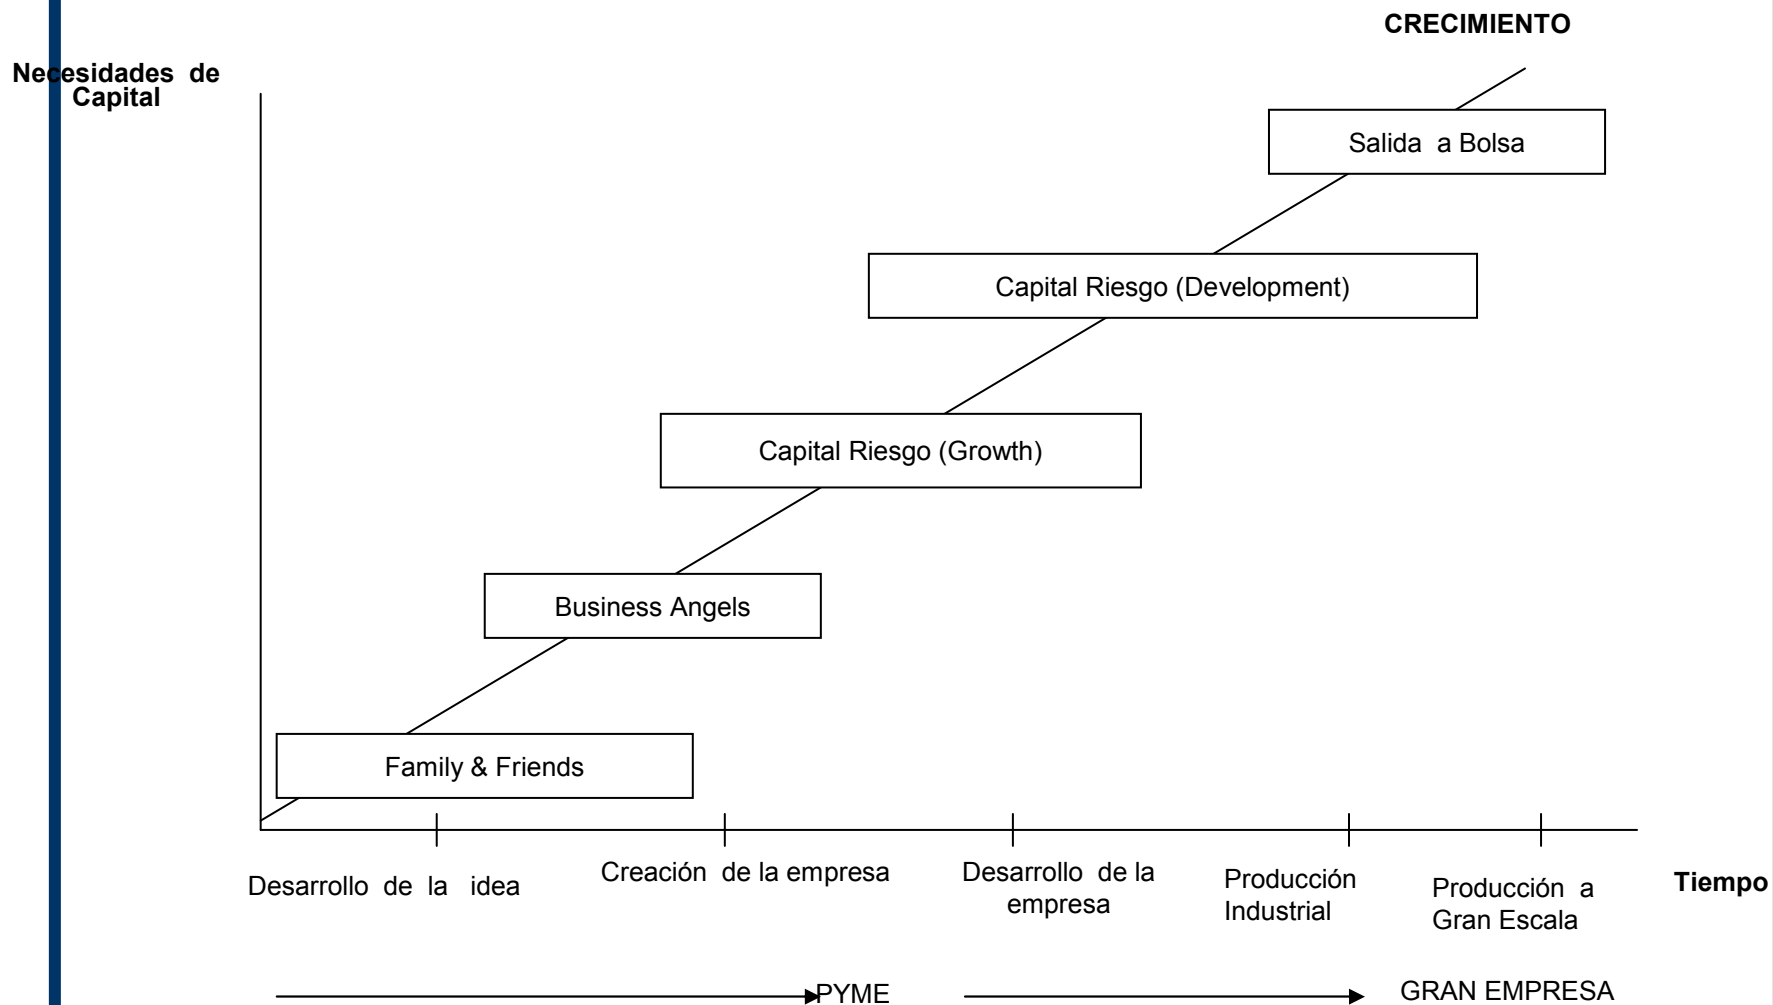 CRECIMIENTO
Necesidades de
Capital
Salida a Bolsa
Capital Riesgo (Development)
Capital Riesgo (Growth)
Business Angels
Family & Friends
Desarrollo de la idea
Creación de la empresa
Desarrollo de la
empresa
Producción
Industrial
Producción a
Gran Escala
Tiempo
PYME
GRAN EMPRESA